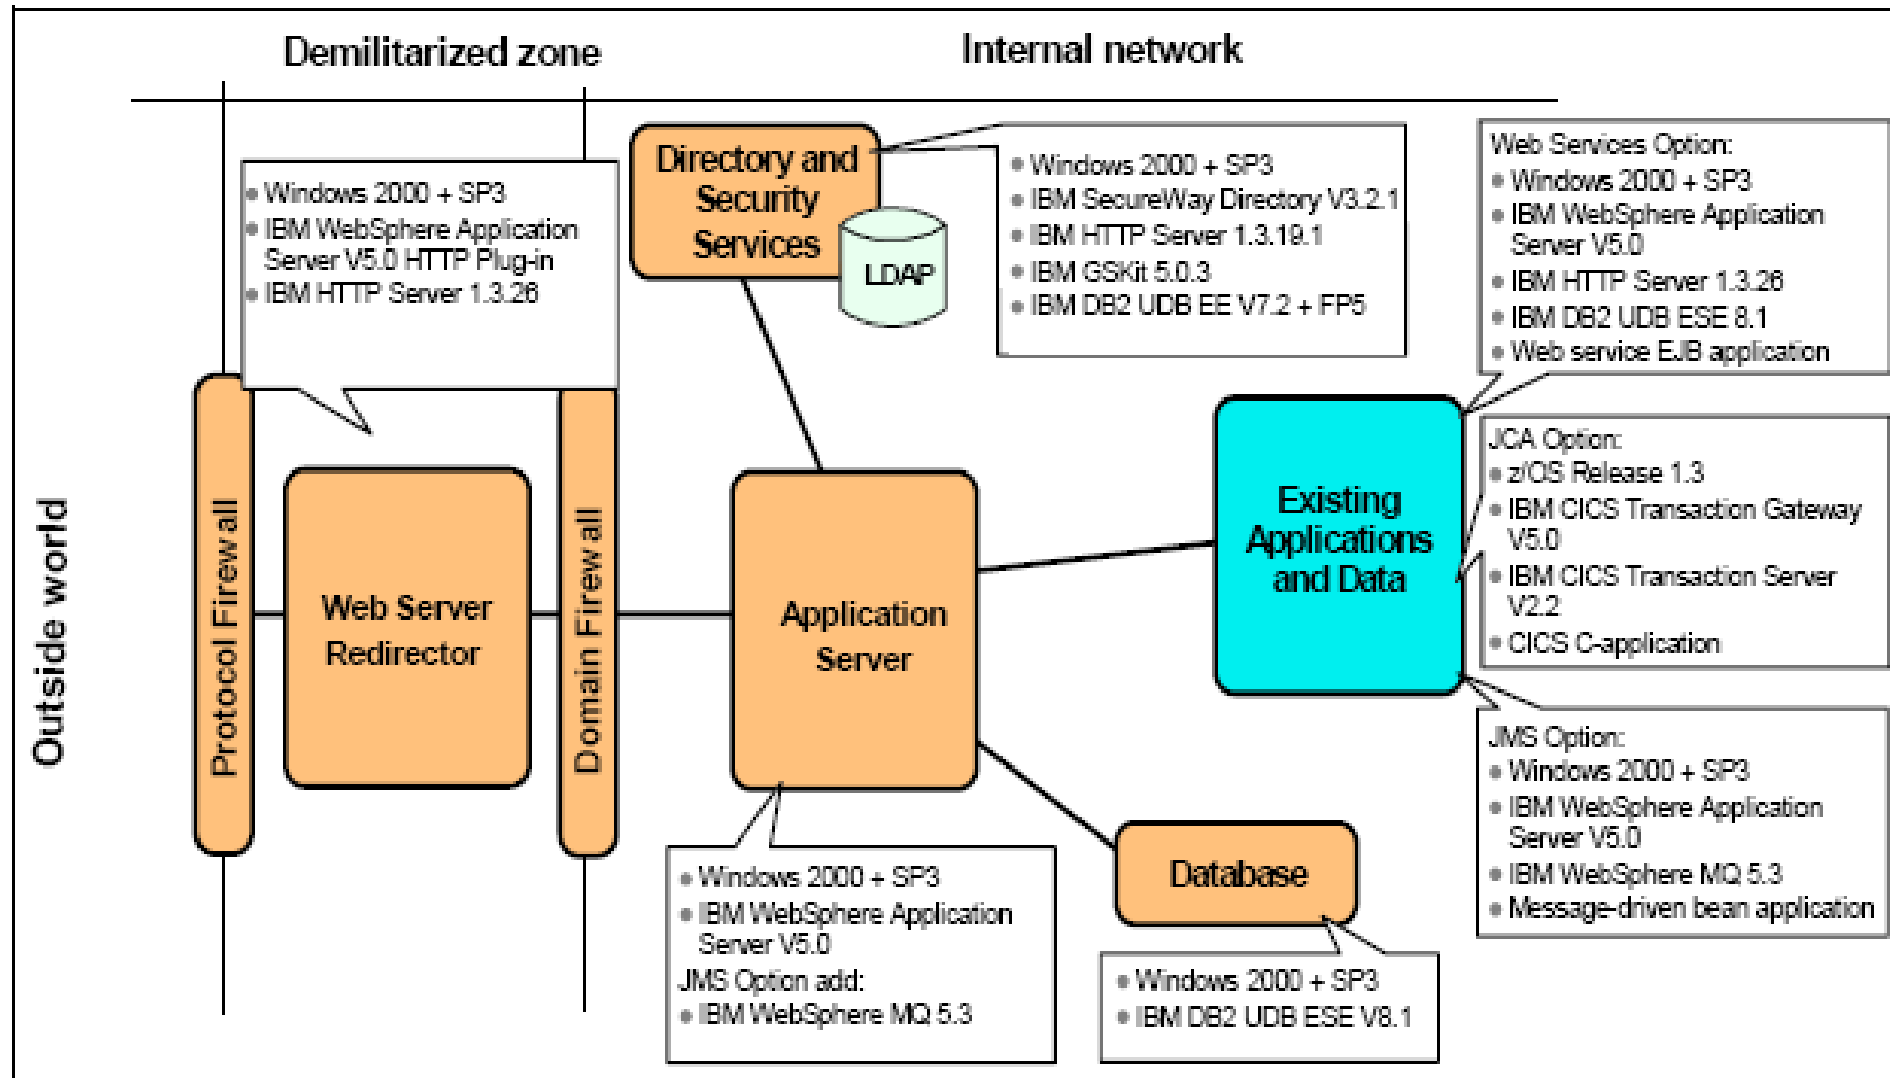 Demilitarized zone
Internal network
Outside world
Protocol Firewall
• Windows 2000 + SP3
• IBM WebSphere Application
Server V5.0 HTTP Plug-in
• IBM HTTP Server 1.3.26
Web Server
Redirector
Domain Firewall
Directory and
Security
Services
LDAP
• Windows 2000 + SP3
• IBM SecureWay Directory V3.2.1
• IBM HTTP Server 1.3.19.1
• IBM GSKit 5.0.3
• IBM DB2 UDB EE V7.2 + FP5
Application
Server
• Windows 2000 + SP3
• IBM WebSphere Application
Server V5.0
JMS Option add:
• IBM WebSphere MQ 5.3
Existing
Applications
and Data
Database
• Windows 2000 + SP3
• IBM DB2 UDB ESE V8.1
Web Services Option:
• Windows 2000 + SP3
• IBM WebSphere Application
Server V5.0
• IBM HTTP Server 1.3.26
• IBM DB2 UDB ESE 8.1
• Web service EJB application
JCA Option:
• z/OS Release 1.3
• IBM CICS Transaction Gateway
V5.0
• IBM CICS Transaction Server
V2.2
• CICS C-application
JMS Option:
• Windows 2000 + SP3
• IBM WebSphere Application
Server V5.0
• IBM WebSphere MQ 5.3
• Message-driven bean application